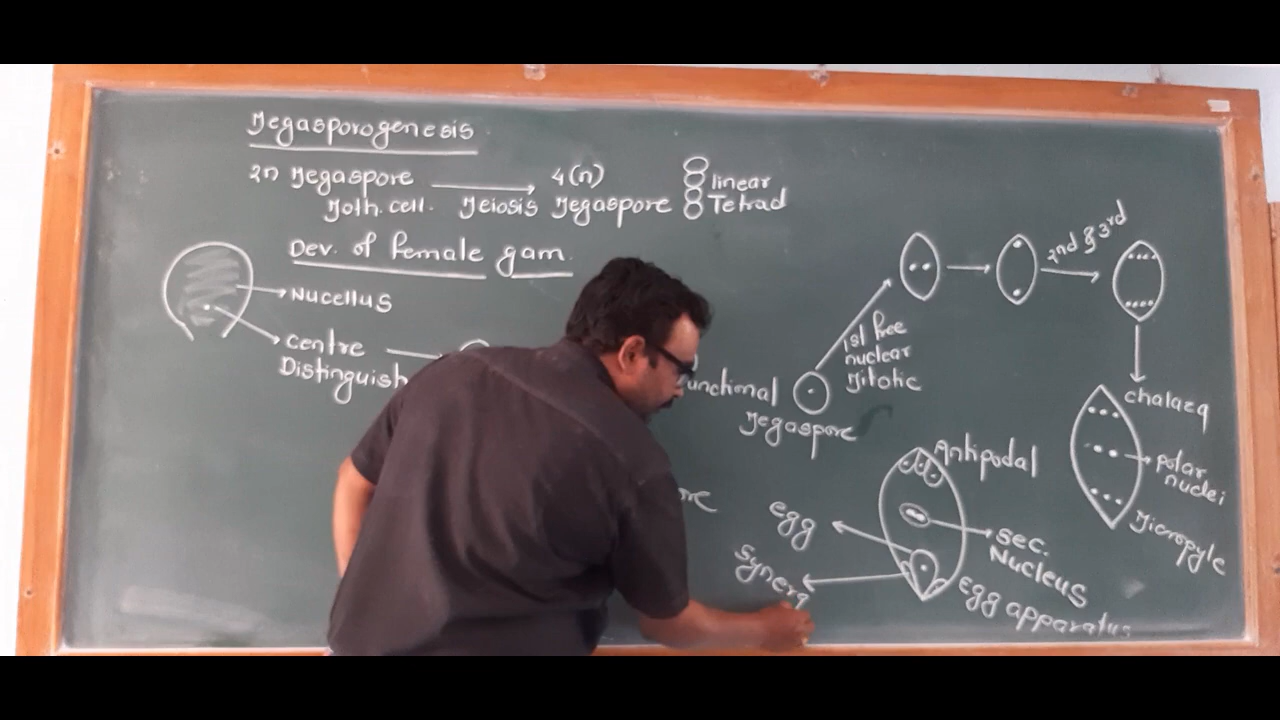 Megasporogenesis
2n Megaspore
Moth. cell.
Meiosis
4(n)
Megaspore
linear
Tetrad
Dev. of Female gam.
Nucellus
centre
Distinguish
unctional
Megaspore
1st free
nuclear
Mitotic
2nd & 3rd
chalaza
polar
nuclei
Micropyle
Antipodal
sec.
Nucleus
egg
Synerg
Egg apparatus